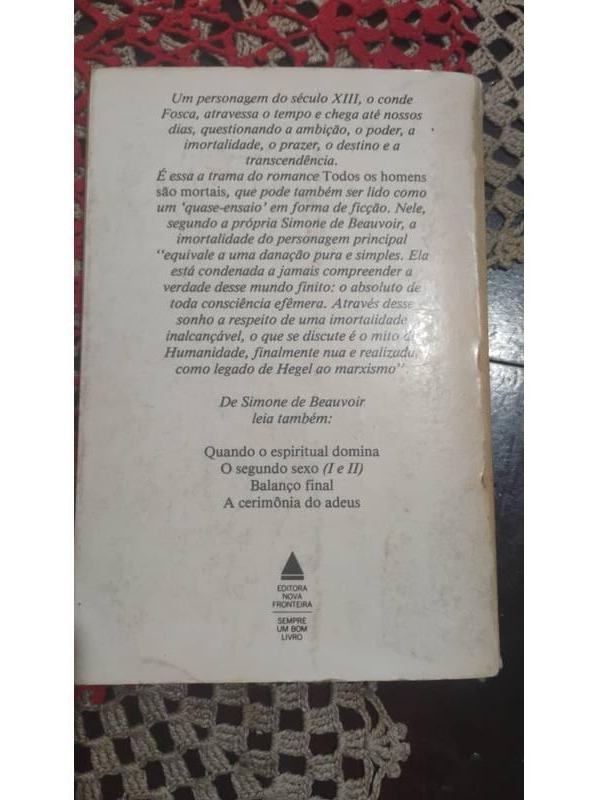 Um personagem do século XIII, o conde
Fosca, atravessa o tempo e chega até nossos
dias, questionando a ambição, o poder, a
imortalidade, o prazer, o destino e a
transcendência.
É essa a trama do romance Todos os homens
são mortais, que pode também ser lido como
um 'quase-ensaio' em forma de ficção. Nele,
segundo a própria Simone de Beauvoir, a
imortalidade do personagem principal
"equivale a uma danação pura e simples. Ela
está condenada a jamais compreender a
verdade desse mundo finito: o absoluto de
toda consciência efêmera. Através desse
sonho a respeito de uma imortalidade
inalcançável, o que se discute é o mito da
Humanidade, finalmente nua e realizada,
como legado de Hegel ao marxismo"
De Simone de Beauvoir
leia também:
Quando o espiritual domina
O segundo sexo (I e II)
Balanço final
A cerimônia do adeus
EDITORA
NOVA
FRONTEIRA
SEMPRE
UM BOM
LIVRO